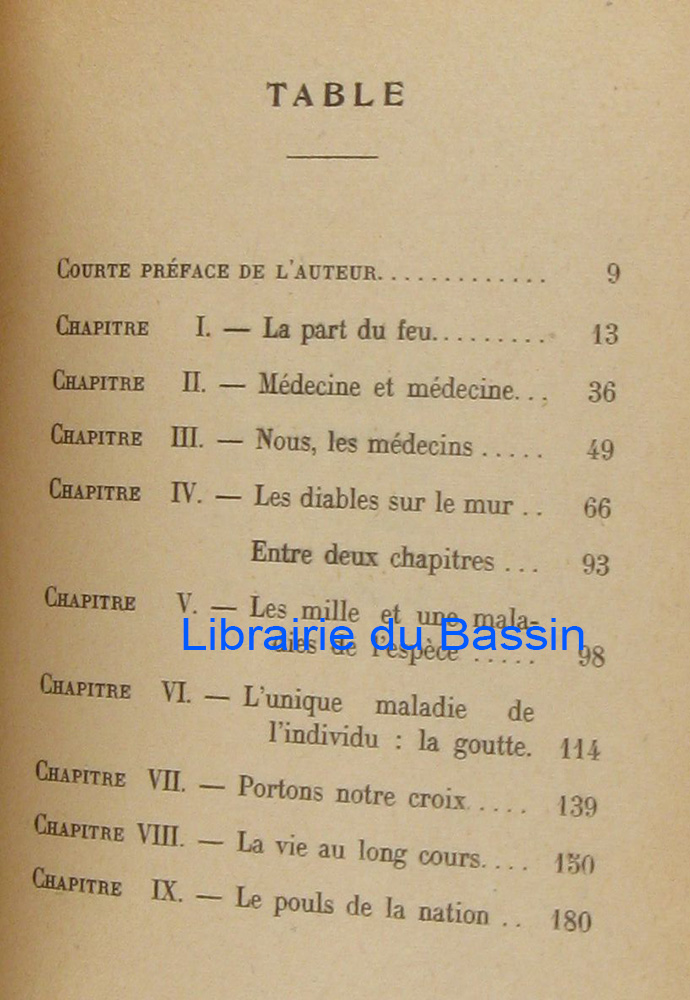 TABLE
COURTE PRÉFACE DE L'AUTEUR............. 9
CHAPITRE I. — La part du feu......... 13
CHAPITRE II. — Médecine et médecine... 36
CHAPITRE III. — Nous, les médecins ..... 49
CHAPITRE IV. — Les diables sur le mur .. 66
Entre deux chapitres ... 93
CHAPITRE V. — Les mille et une mala-
Librairie du Bassin
dies de l'espèce ..... 98
CHAPITRE VI. — L'unique maladie de
l'individu : la goutte. 114
CHAPITRE VII. — Portons notre croix ..... 139
CHAPITRE VIII. — La vie au long cours.... 150
CHAPITRE IX. — Le pouls de la nation .. 180